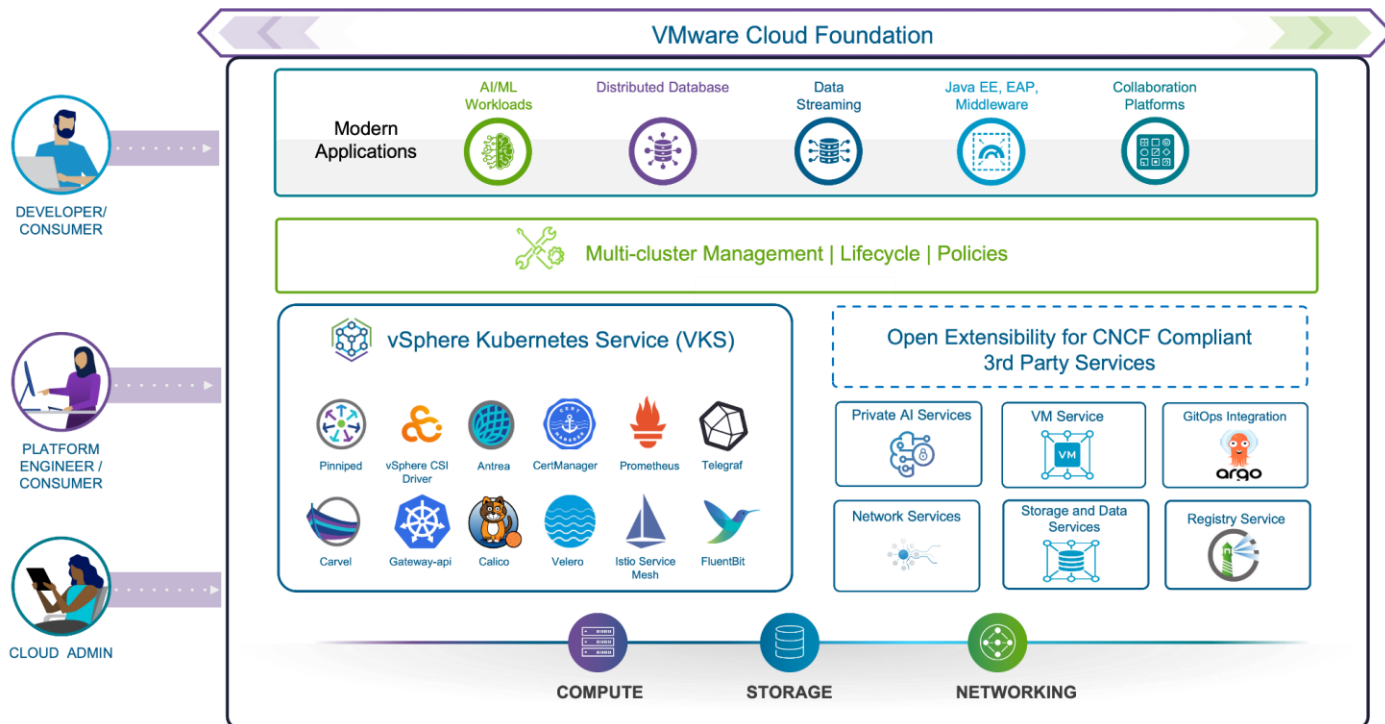 VMware Cloud Foundation
DEVELOPER/
CONSUMER
Modern
Applications
AI/ML
Workloads
Distributed Database
Data
Streaming
Java EE, EAP,
Middleware
Collaboration
Platforms
Multi-cluster Management | Lifecycle | Policies
PLATFORM
ENGINEER /
CONSUMER
vSphere Kubernetes Service (VKS)
Pinniped
vSphere CSI
Driver
Antrea
CERT
MANAGER
CertManager
Prometheus
Telegraf
Carvel
Gateway-api
Calico
Velero
Istio Service
Mesh
FluentBit
Open Extensibility for CNCF Compliant
3rd Party Services
Private AI Services
VM Service
VM
GitOps Integration
argo
Network Services
Storage and Data
Services
Registry Service
CLOUD ADMIN
COMPUTE
STORAGE
NETWORKING